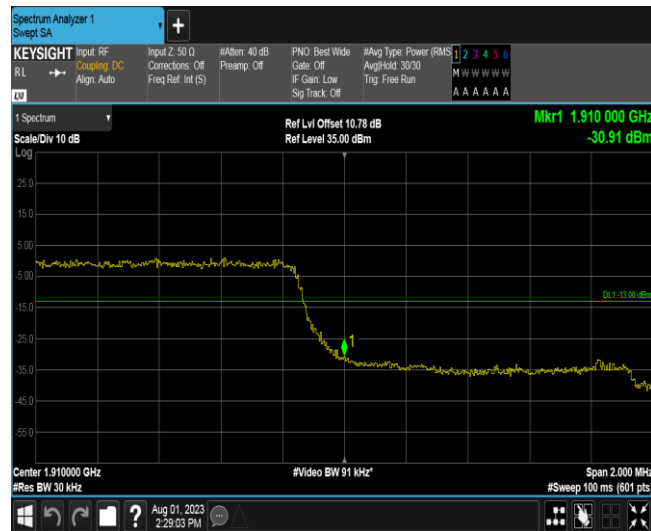 Spectrum Analyzer 1
Swept SA
+
KEYSIGHT
RL
LXI
Input: RF
Coupling: DC
Align: Auto
Input Z: 50 Ω
Corrections: Off
Freq Ref: Int (S)
#Atten: 40 dB
Preamp: Off
PNO: Best Wide
Gate: Off
IF Gain: Low
Sig Track: Off
#Avg Type: Power (RMS
Avg|Hold: 30/30
Trig: Free Run
1 2 3 4 5 6
M W W W W W
A A A A A A
1 Spectrum
Scale/Div 10 dB
Ref Lvl Offset 10.78 dB
Ref Level 35.00 dBm
Mkr1 1.910 000 GHz
-30.91 dBm
Log
25.0
15.0
5.00
-5.00
-15.0
-25.0
-35.0
-45.0
-55.0
DL1 -13.00 dBm
1
Center 1.910000 GHz
#Res BW 30 kHz
#Video BW 91 kHz*
Span 2.000 MHz
#Sweep 100 ms (601 pts)
?
Aug 01, 2023
2:29:03 PM